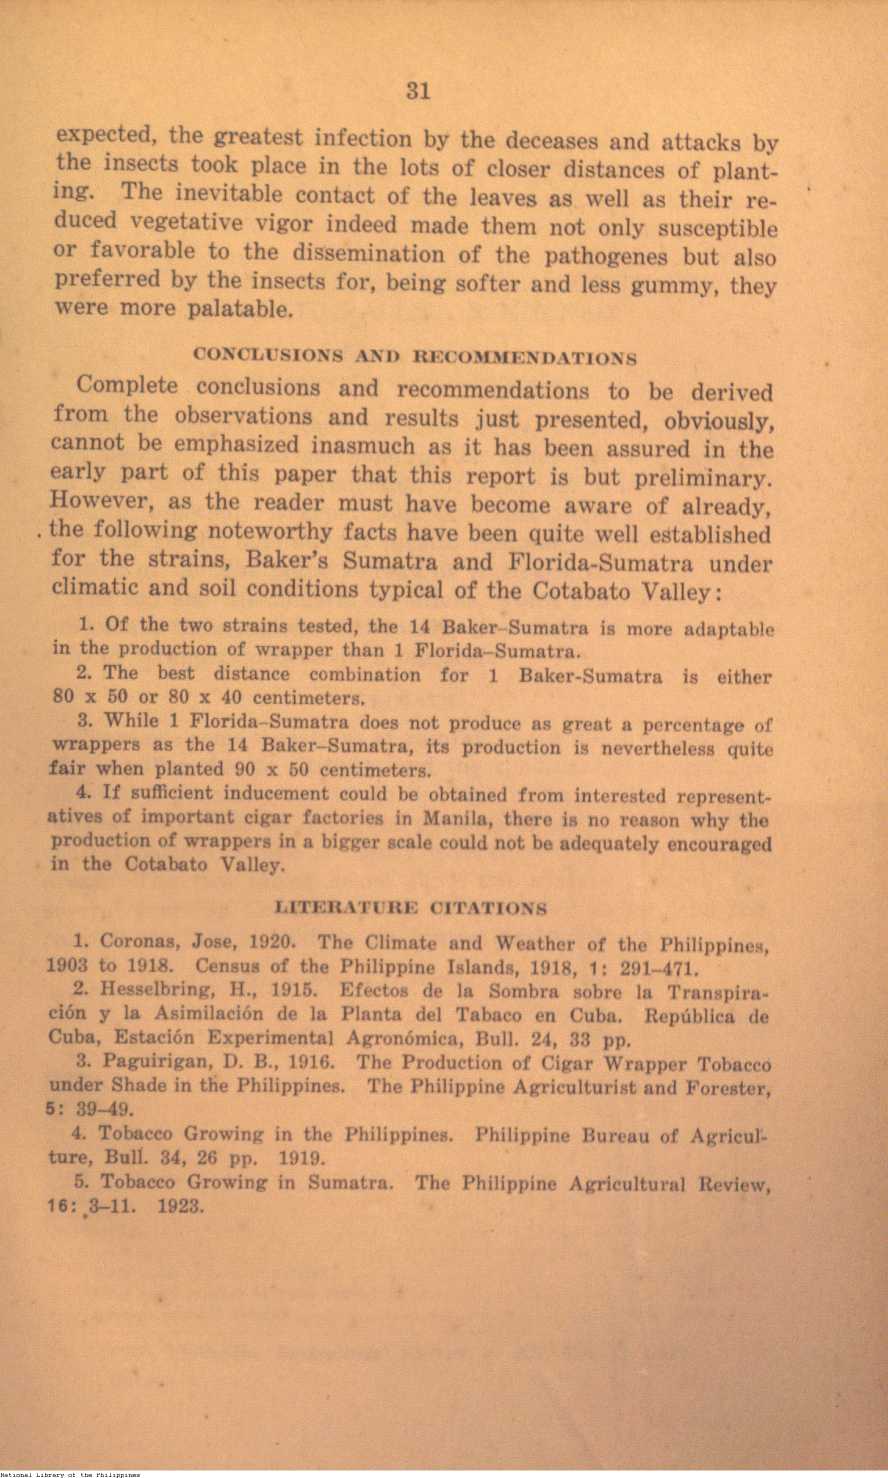 31
expected, the greatest infection by the deceases and attacks by
the insects took place in the lots of closer distances of plant-
ing. The inevitable contact of the leaves as well as their re-
duced vegetative vigor indeed made them not only susceptible
or favorable to the dissemination of the pathogenes but also
preferred by the insects for, being softer and less gummy, they
were more palatable.
CONCLUSIONS AND RECOMMENDATIONS
Complete conclusions and recommendations to be derived
from the observations and results just presented, obviously,
cannot be emphasized inasmuch as it has been assured in the
early part of this paper that this report is but preliminary.
However, as the reader must have become aware of already,
the following noteworthy facts have been quite well established
for the strains, Baker's Sumatra and Florida-Sumatra under
climatic and soil conditions typical of the Cotabato Valley:
1. Of the two strains tested, the 14 Baker–Sumatra is more adaptable
in the production of wrapper than 1 Florida–Sumatra.
2. The best distance combination for 1 Baker-Sumatra is either
80 x 50 or 80 x 40 centimeters.
3. While 1 Florida–Sumatra does not produce as great a percentage of
wrappers as the 14 Baker–Sumatra, its production is nevertheless quite
fair when planted 90 x 50 centimeters.
4. If sufficient inducement could be obtained from interested represent-
atives of important cigar factories in Manila, there is no reason why the
production of wrappers in a bigger scale could not be adequately encouraged
in the Cotabato Valley.
LITERATURE CITATIONS
1. Coronas, Jose, 1920. The Climate and Weather of the Philippines,
1903 to 1918. Census of the Philippine Islands, 1918, 1: 291–471.
2. Hesselbring, H., 1915. Efectos de la Sombra sobre la Transpira-
ción y la Asimilación de la Planta del Tabaco en Cuba. República de
Cuba, Estación Experimental Agronómica, Bull. 24, 33 pp.
3. Paguirigan, D. B., 1916. The Production of Cigar Wrapper Tobacco
under Shade in the Philippines. The Philippine Agriculturist and Forester,
5: 39–49.
4. Tobacco Growing in the Philippines. Philippine Bureau of Agricul-
ture, Bull. 34, 26 pp. 1919.
5. Tobacco Growing in Sumatra. The Philippine Agricultural Review,
16: 3–11. 1923.
National Library of the Philippines